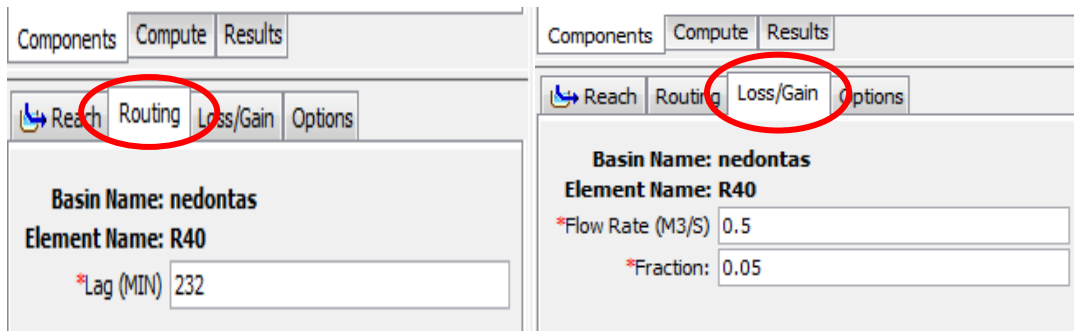 Components Compute Results
Reach Routing Loss/Gain Options
Basin Name: nedontas
Element Name: R40
*Lag (MIN) 232
Components Compute Results
Reach Routing Loss/Gain Options
Basin Name: nedontas
Element Name: R40
*Flow Rate (M3/S) 0.5
*Fraction: 0.05